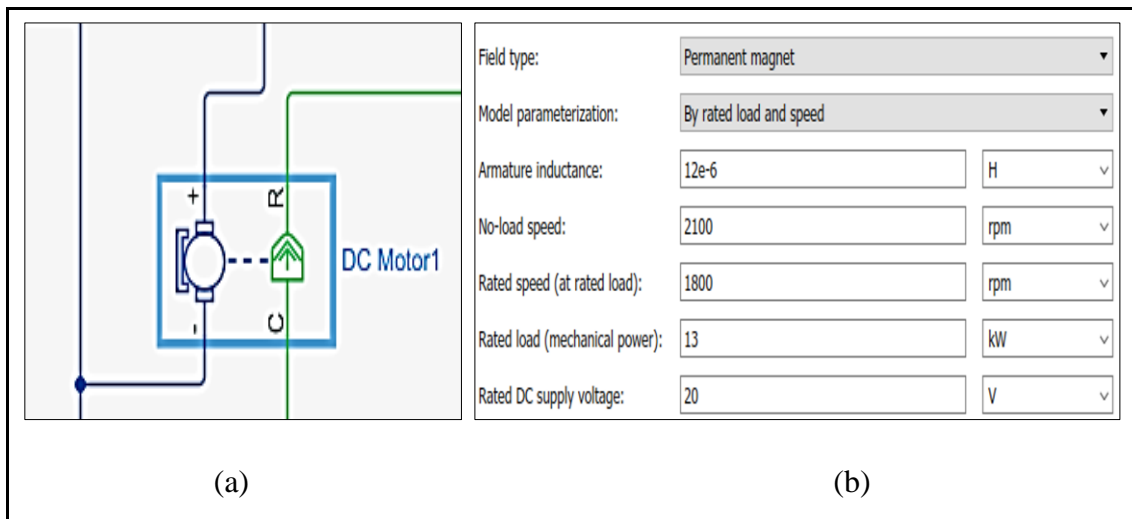 + R
DC Motor1
- C
Field type: Permanent magnet
Model parameterization: By rated load and speed
Armature inductance: 12e-6 H
No-load speed: 2100 rpm
Rated speed (at rated load): 1800 rpm
Rated load (mechanical power): 13 kW
Rated DC supply voltage: 20 V
(a) (b)